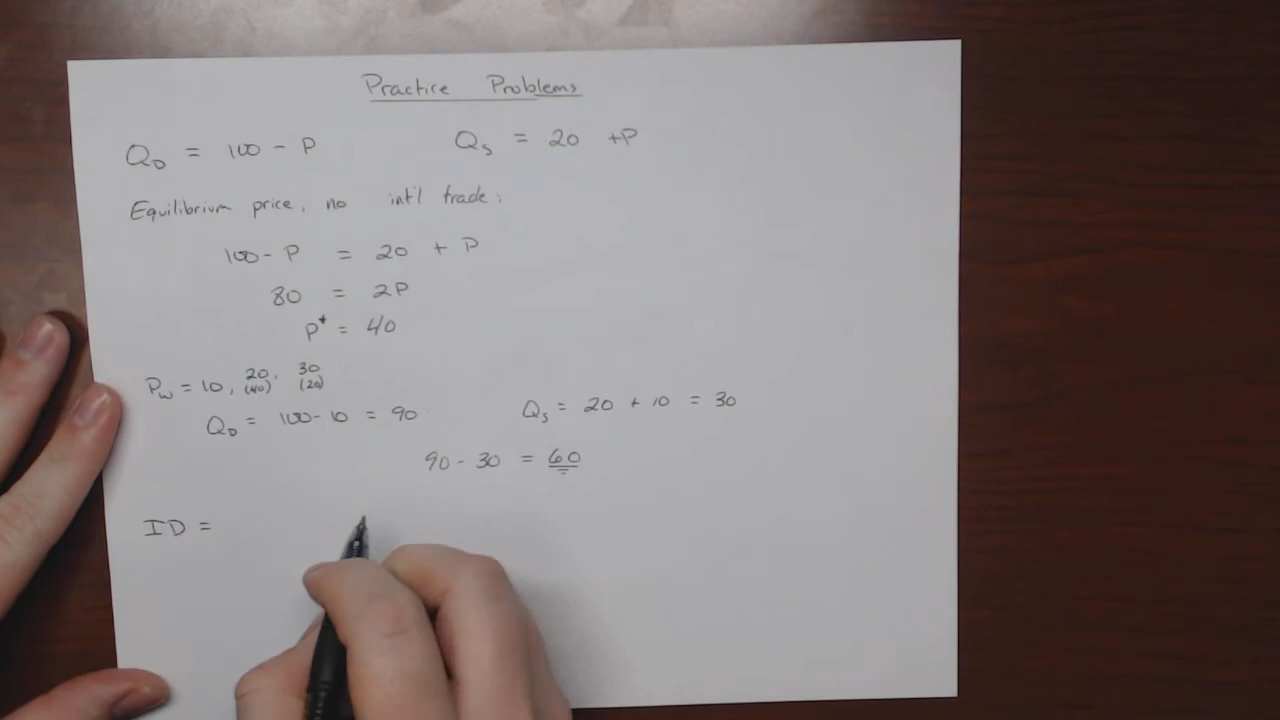 Practice Problems
Q_D = 100 - P Q_S = 20 + P
Equilibrium price, no int'l trade:
100 - P = 20 + P
80 = 2P
P* = 40
P_W = 10, 20, 30
(40) (20)
Q_D = 100 - 10 = 90 Q_S = 20 + 10 = 30
90 - 30 = 60
ID =